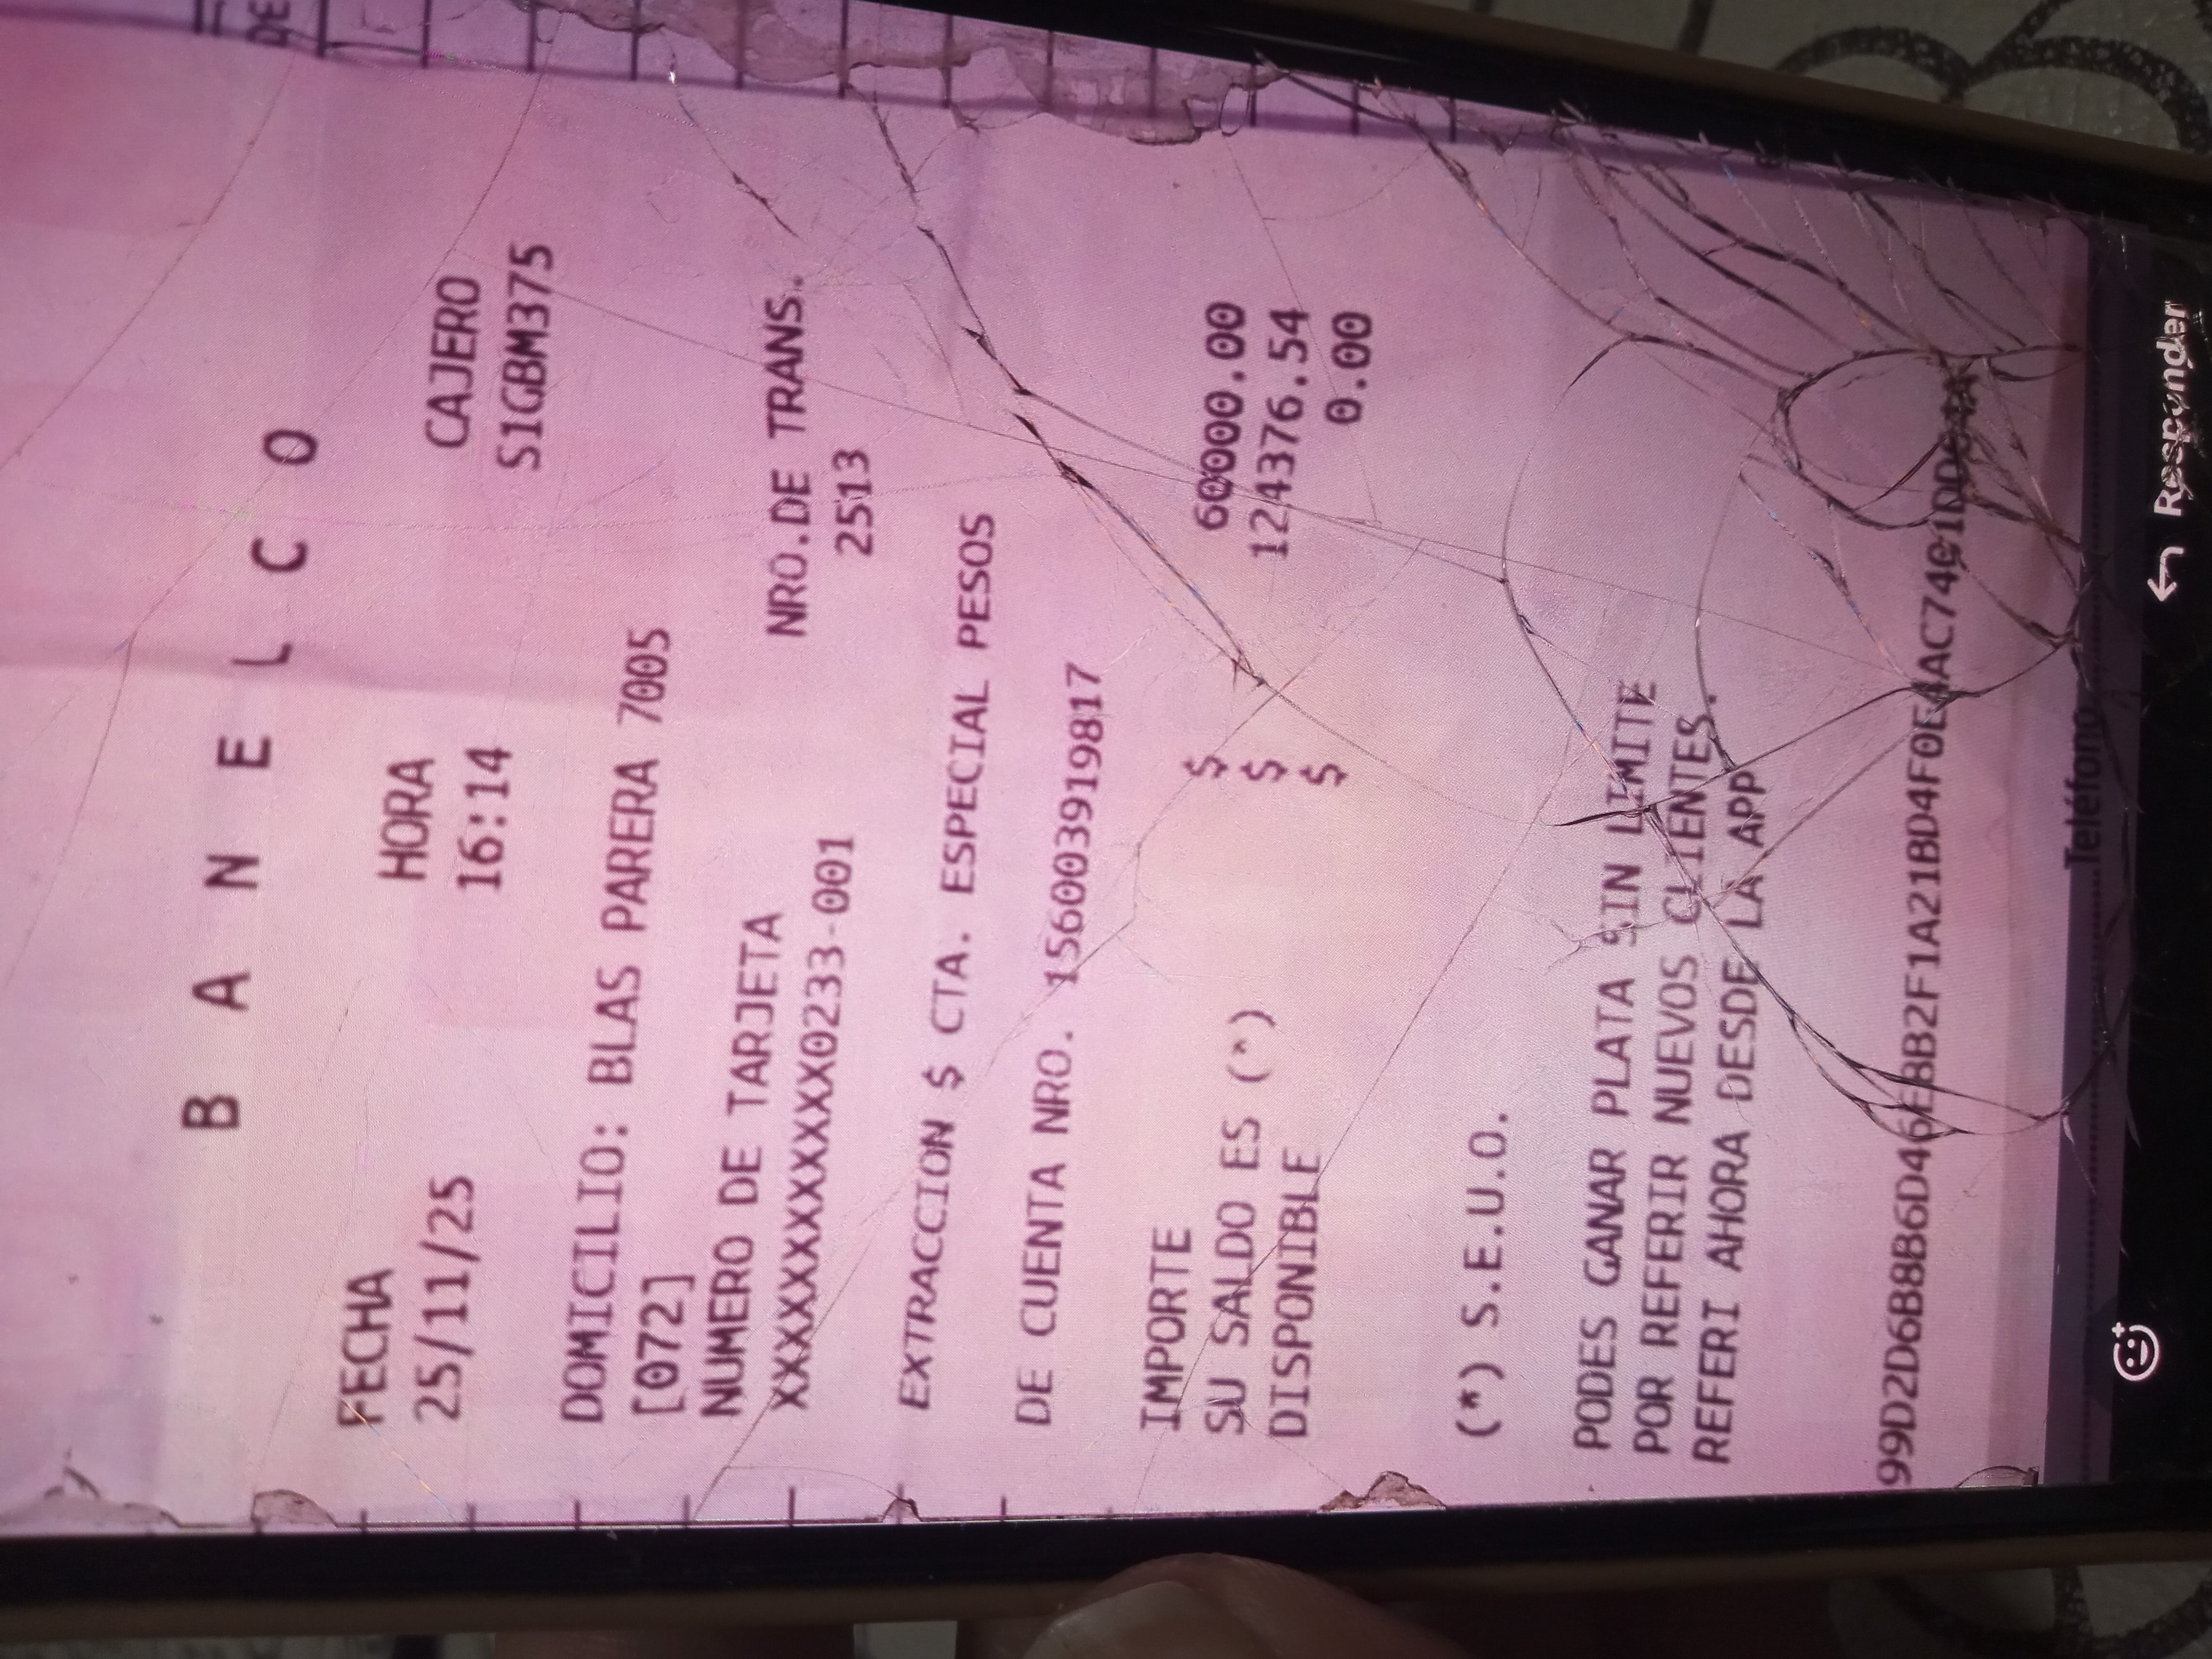 DE
B A N E L C O
FECHA HORA CAJERO
25/11/25 16:14 S1GBM375
DOMICILIO: BLAS PARERA 7005
[072]
NUMERO DE TARJETA NRO.DE TRANS.
XXXXXXXXXXXX0233-001 2513
EXTRACCION $ CTA. ESPECIAL PESOS
DE CUENTA NRO. 15600391981​7
IMPORTE $ 60000.00
SU SALDO ES (*) $ 124376.54
DISPONIBLE $ 0.00
(*) S.E.U.O.
PODES GANAR PLATA SIN LIMITE
POR REFERIR NUEVOS CLIENTES.
REFERI AHORA DESDE LA APP
Teléfono
Responder